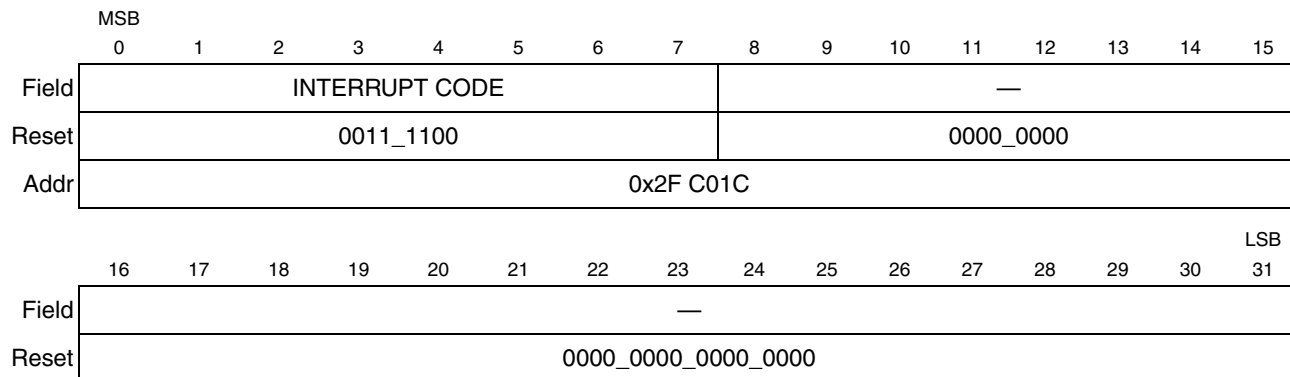 MSB
0 1 2 3 4 5 6 7 8 9 10 11 12 13 14 15
Field INTERRUPT CODE —
Reset 0011_1100 0000_0000
Addr 0x2F C01C
LSB
16 17 18 19 20 21 22 23 24 25 26 27 28 29 30 31
Field —
Reset 0000_0000_0000_0000